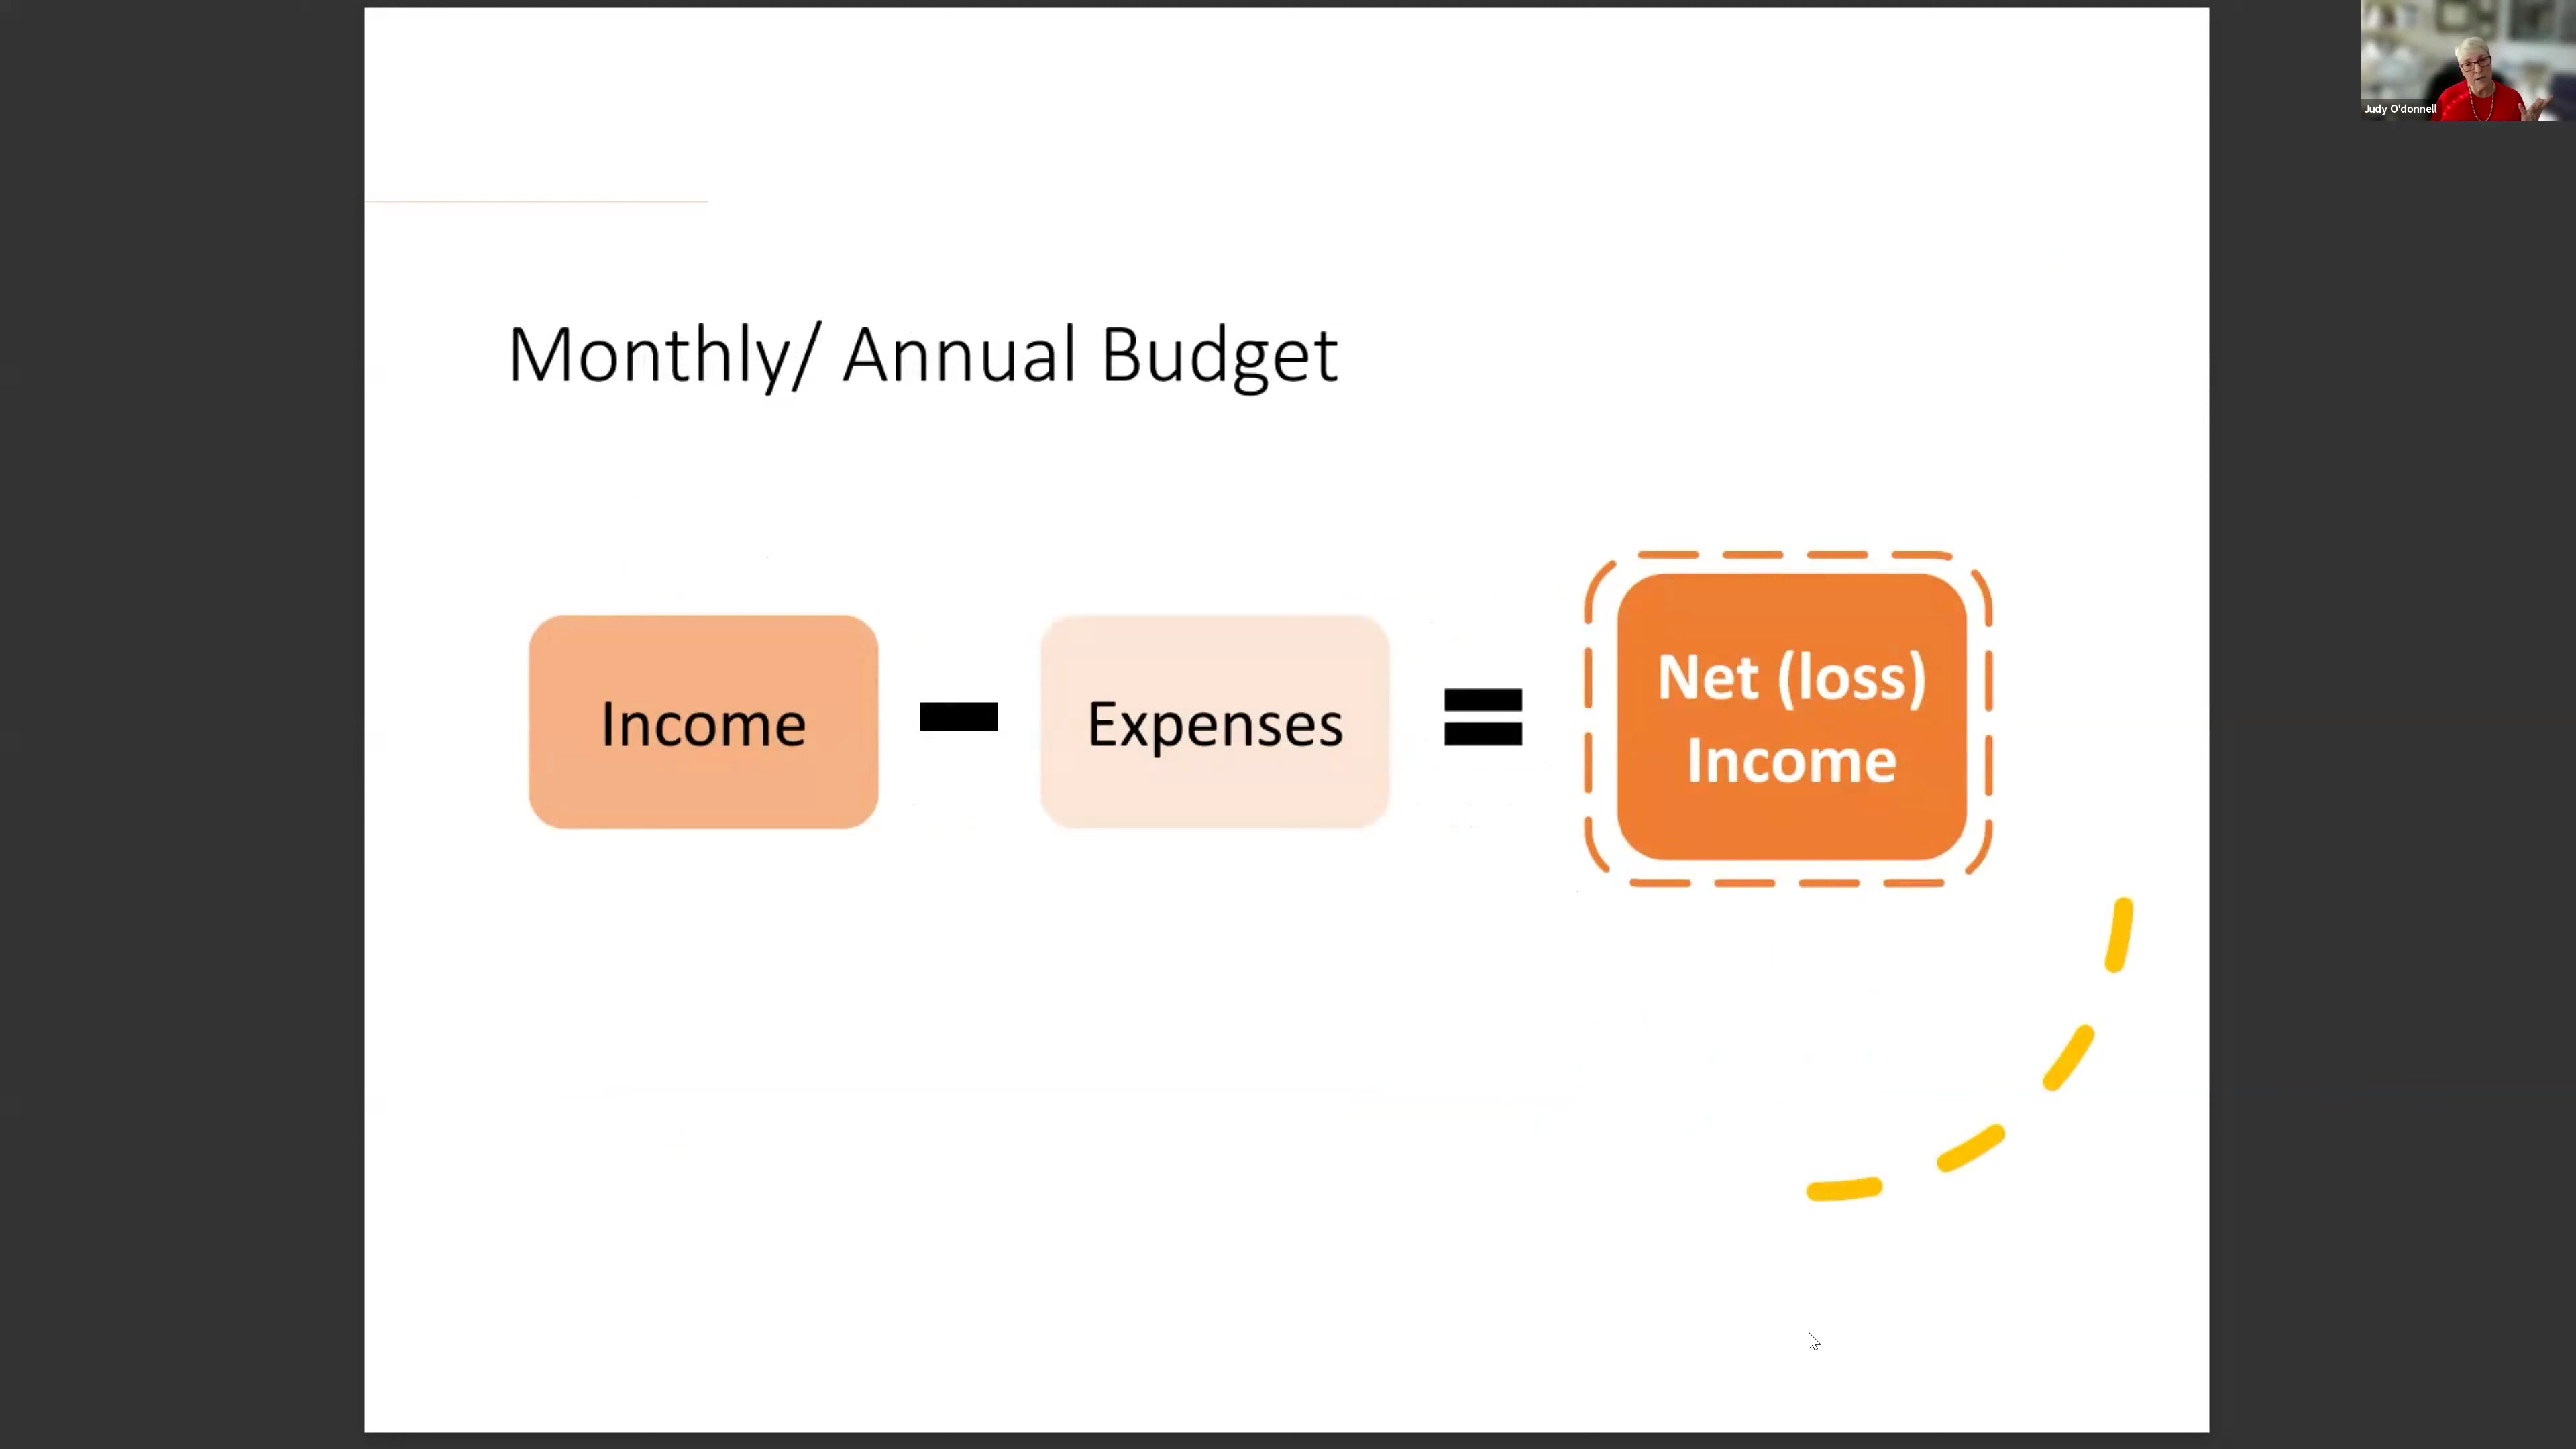 Judy O'donnell
Monthly/ Annual Budget
Income
Expenses
Net (loss)
Income